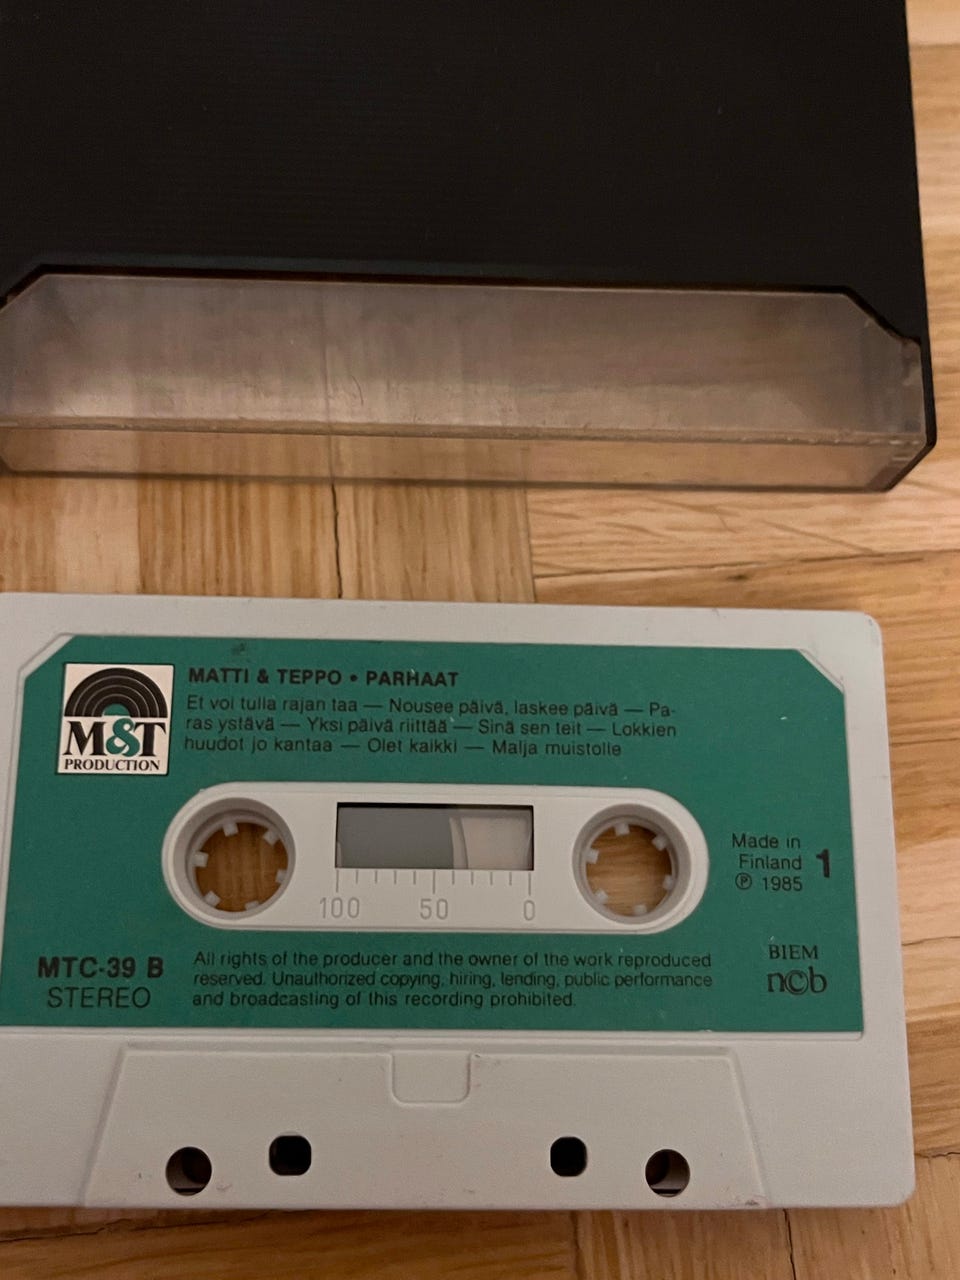 M&T
PRODUCTION
MATTI & TEPPO • PARHAAT
Et voi tulla rajan taa — Nousee päivä, laskee päivä — Pa-
ras ystävä — Yksi päivä riittää — Sinä sen teit — Lokkien
huudot jo kantaa — Olet kaikki — Malja muistolle
100 50 0
Made in
Finland
℗ 1985
1
MTC-39 B
STEREO
All rights of the producer and the owner of the work reproduced
reserved. Unauthorized copying, hiring, lending, public performance
and broadcasting of this recording prohibited.
BIEM
ncb